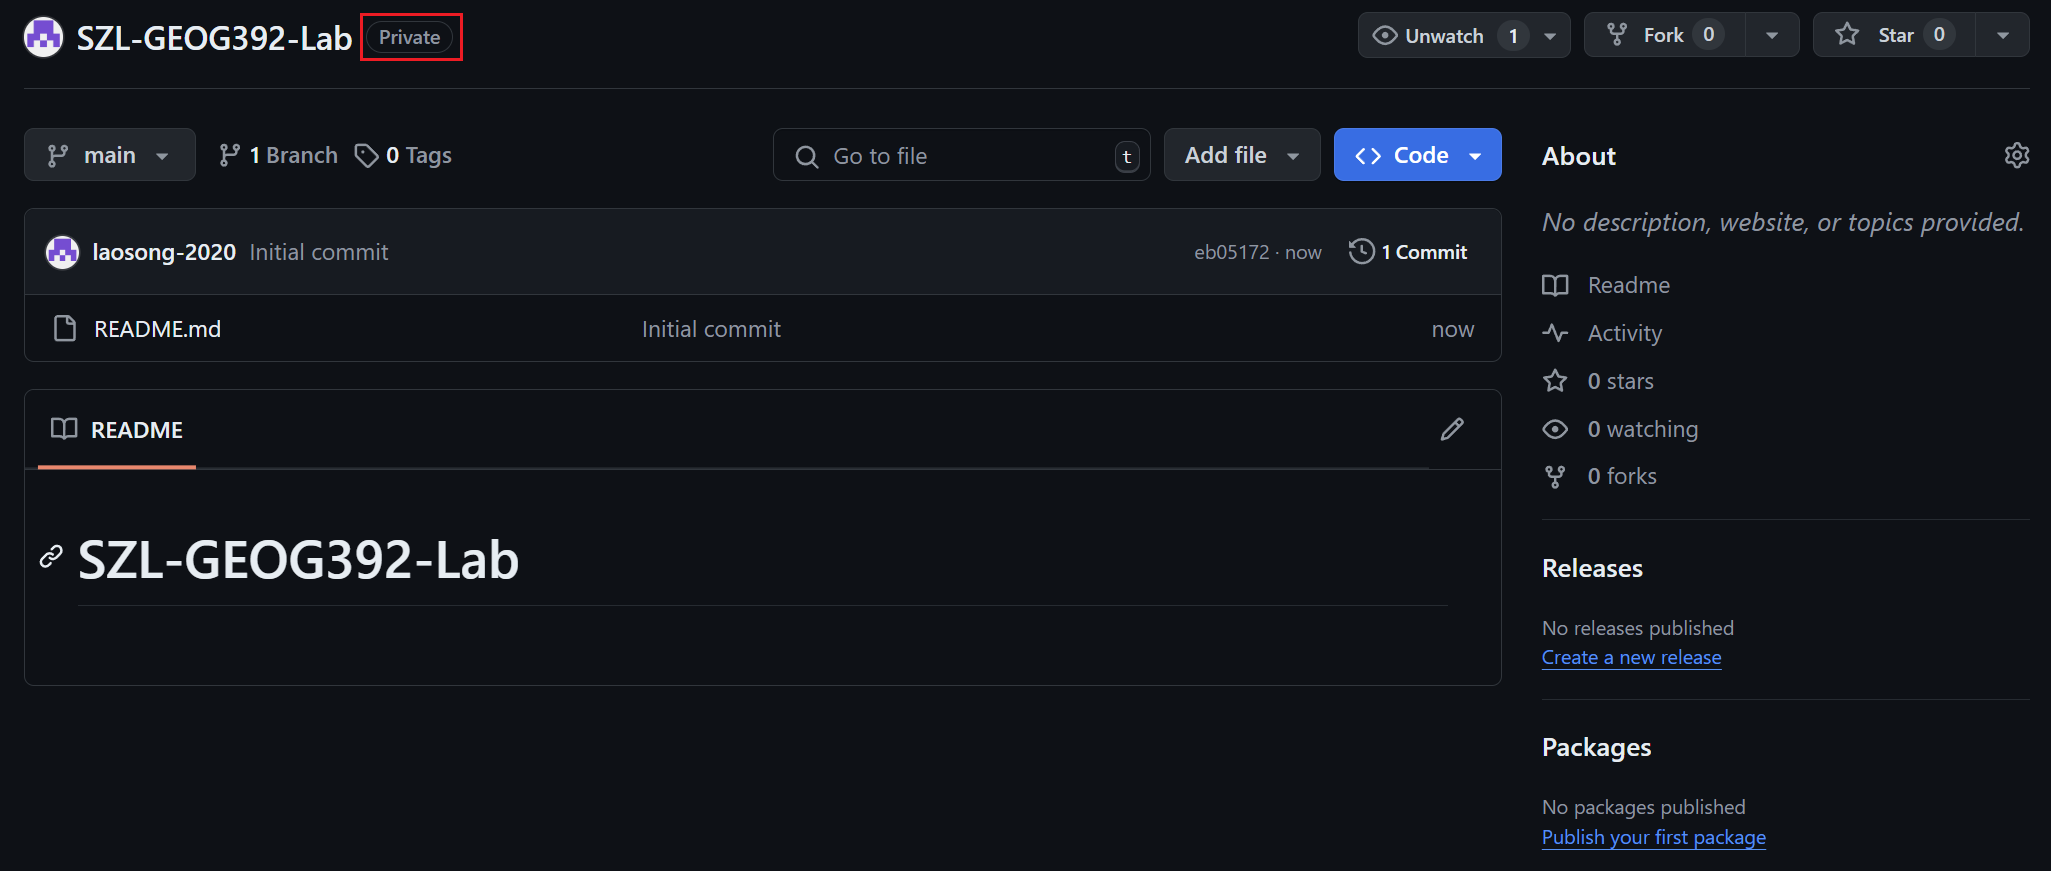 SZL-GEOG392-Lab Private Unwatch 1 Fork 0 Star 0
main 1 Branch 0 Tags Go to file t Add file Code
laosong-2020 Initial commit eb05172 · now 1 Commit
README.md Initial commit now
README
SZL-GEOG392-Lab
About
No description, website, or topics provided.
Readme
Activity
0 stars
0 watching
0 forks
Releases
No releases published
Create a new release
Packages
No packages published
Publish your first package